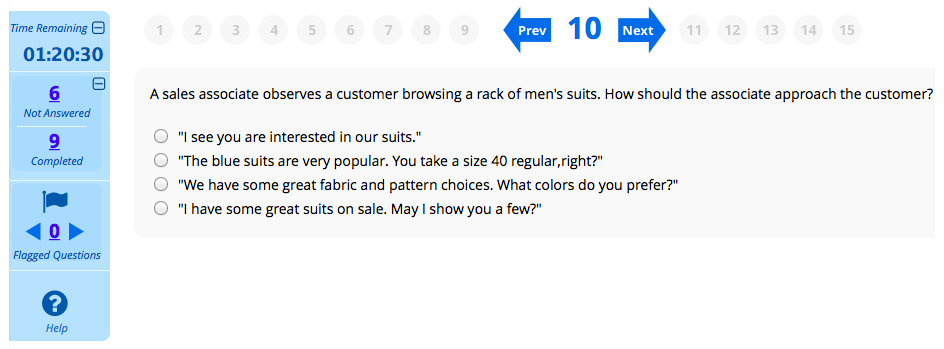 Time Remaining
01:20:30
6
Not Answered
9
Completed
0
Flagged Questions
?
Help
1 2 3 4 5 6 7 8 9 Prev 10 Next 11 12 13 14 15
A sales associate observes a customer browsing a rack of men's suits. How should the associate approach the customer?
"I see you are interested in our suits."
"The blue suits are very popular. You take a size 40 regular,right?"
"We have some great fabric and pattern choices. What colors do you prefer?"
"I have some great suits on sale. May I show you a few?"